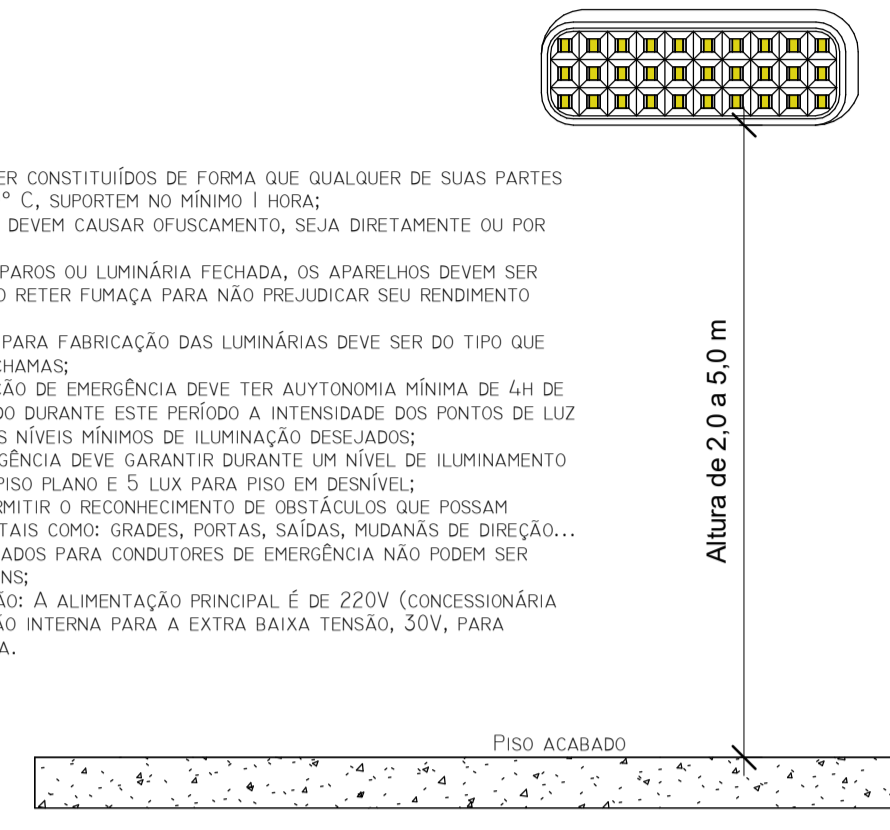 ER CONSTITUIÍDOS DE FORMA QUE QUALQUER DE SUAS PARTES
° C, SUPORTEM NO MÍNIMO I HORA;
DEVEM CAUSAR OFUSCAMENTO, SEJA DIRETAMENTE OU POR
PAROS OU LUMINÁRIA FECHADA, OS APARELHOS DEVEM SER
O RETER FUMAÇA PARA NÃO PREJUDICAR SEU RENDIMENTO
PARA FABRICAÇÃO DAS LUMINÁRIAS DEVE SER DO TIPO QUE
CHAMAS;
ÇÃO DE EMERGÊNCIA DEVE TER AUYTONOMIA MÍNIMA DE 4H DE
DO DURANTE ESTE PERÍODO A INTENSIDADE DOS PONTOS DE LUZ
S NÍVEIS MÍNIMOS DE ILUMINAÇÃO DESEJADOS;
GÊNCIA DEVE GARANTIR DURANTE UM NÍVEL DE ILUMINAMENTO
PISO PLANO E 5 LUX PARA PISO EM DESNÍVEL;
RMITIR O RECONHECIMENTO DE OBSTÁCULOS QUE POSSAM
TAIS COMO: GRADES, PORTAS, SAÍDAS, MUDANÃS DE DIREÇÃO...
ADOS PARA CONDUTORES DE EMERGÊNCIA NÃO PODEM SER
NS;
ÃO: A ALIMENTAÇÃO PRINCIPAL É DE 220V (CONCESSIONÁRIA
ÃO INTERNA PARA A EXTRA BAIXA TENSÃO, 30V, PARA
A.
Altura de 2,0 a 5,0 m
PISO ACABADO